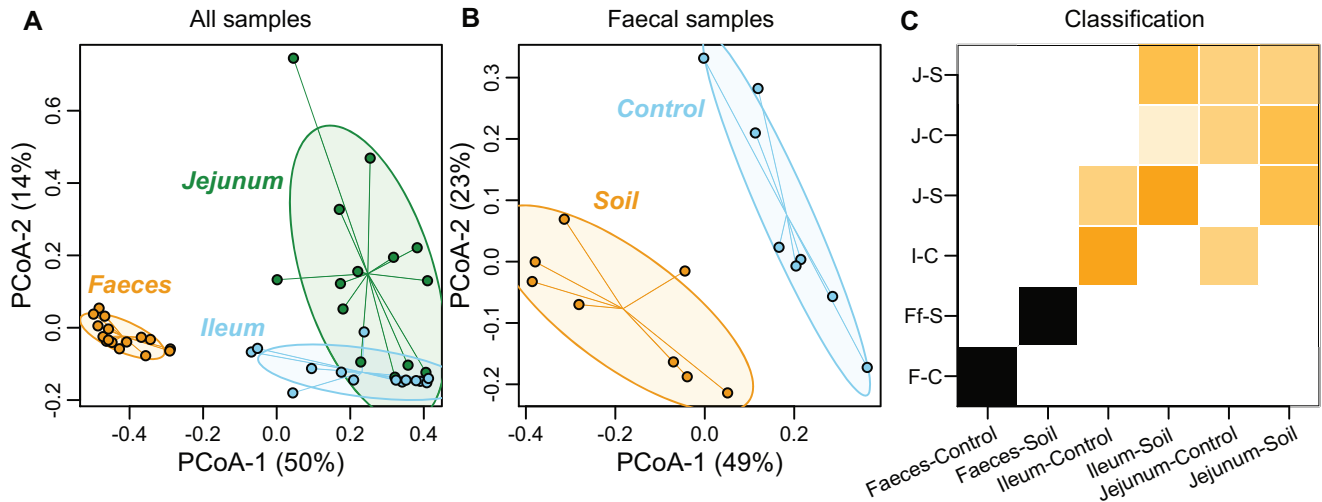 A All samples
PCoA-2 (14%)
-0.2 0.0 0.2 0.4 0.6
Jejunum
Faeces
Ileum
-0.4 -0.2 0.0 0.2 0.4
PCoA-1 (50%)
B Faecal samples
PCoA-2 (23%)
-0.2 -0.1 0.0 0.1 0.2 0.3
Control
Soil
-0.4 -0.2 0.0 0.2
PCoA-1 (49%)
C Classification
J-S
J-C
J-S
I-C
Ff-S
F-C
Faeces-Control
Faeces-Soil
Ileum-Control
Ileum-Soil
Jejunum-Control
Jejunum-Soil